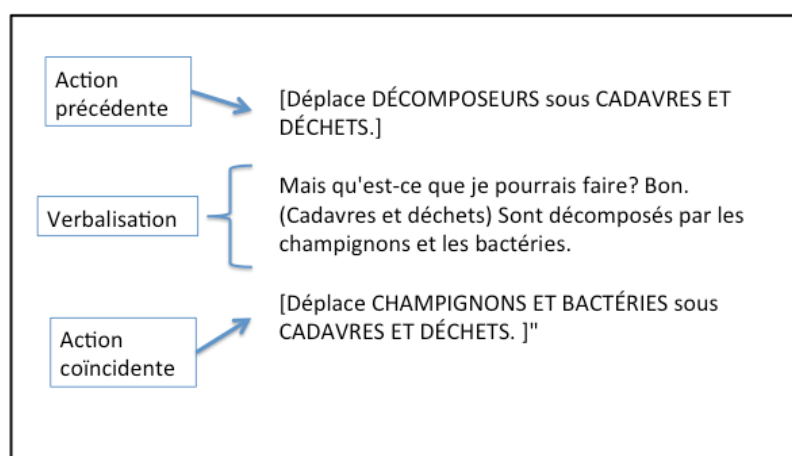 Action
précédente
[Déplace DÉCOMPOSEURS sous CADAVRES ET
DÉCHETS.]
Verbalisation
Mais qu'est-ce que je pourrais faire? Bon.
(Cadavres et déchets) Sont décomposés par les
champignons et les bactéries.
Action
coïncidente
[Déplace CHAMPIGNONS ET BACTÉRIES sous
CADAVRES ET DÉCHETS. ]"